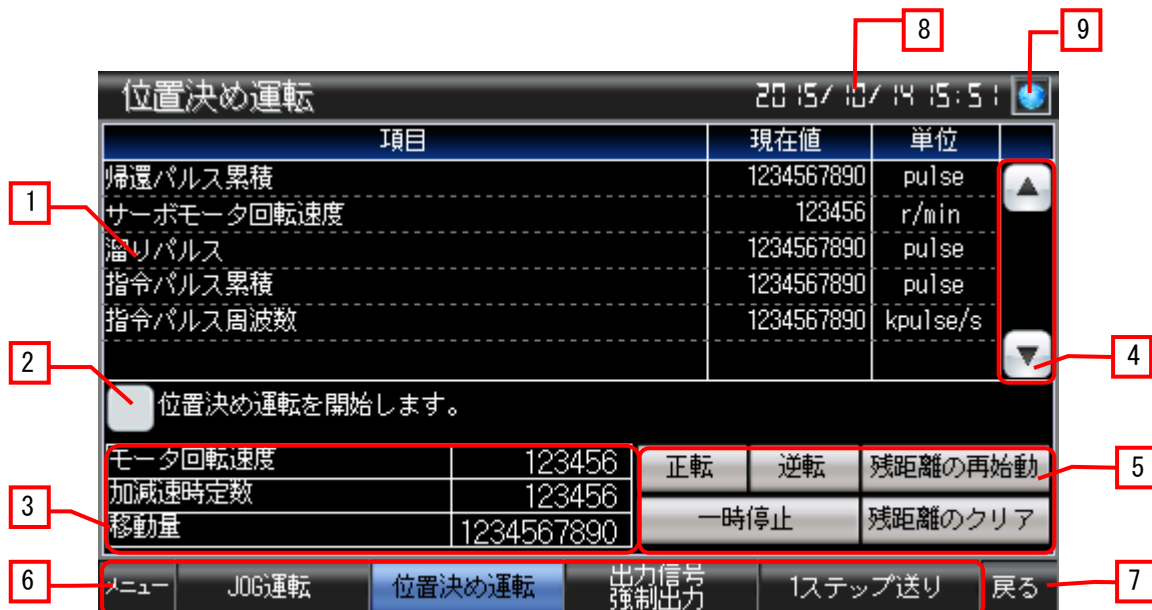 8 9
位置決め運転 2015/10/14 15:51
項目 現在値 単位
帰還パルス累積 1234567890 pulse
1
サーボモータ回転速度 123456 r/min
溜りパルス 1234567890 pulse
指令パルス累積 1234567890 pulse
指令パルス周波数 1234567890 kpulse/s
2 4
位置決め運転を開始します。
モータ回転速度 123456 正転 逆転 残距離の再始動 5
加減速時定数 123456
3
移動量 1234567890 一時停止 残距離のクリア
6 メニュー JOG運転 位置決め運転 出力信号 1ステップ送り 戻る 7
強制出力